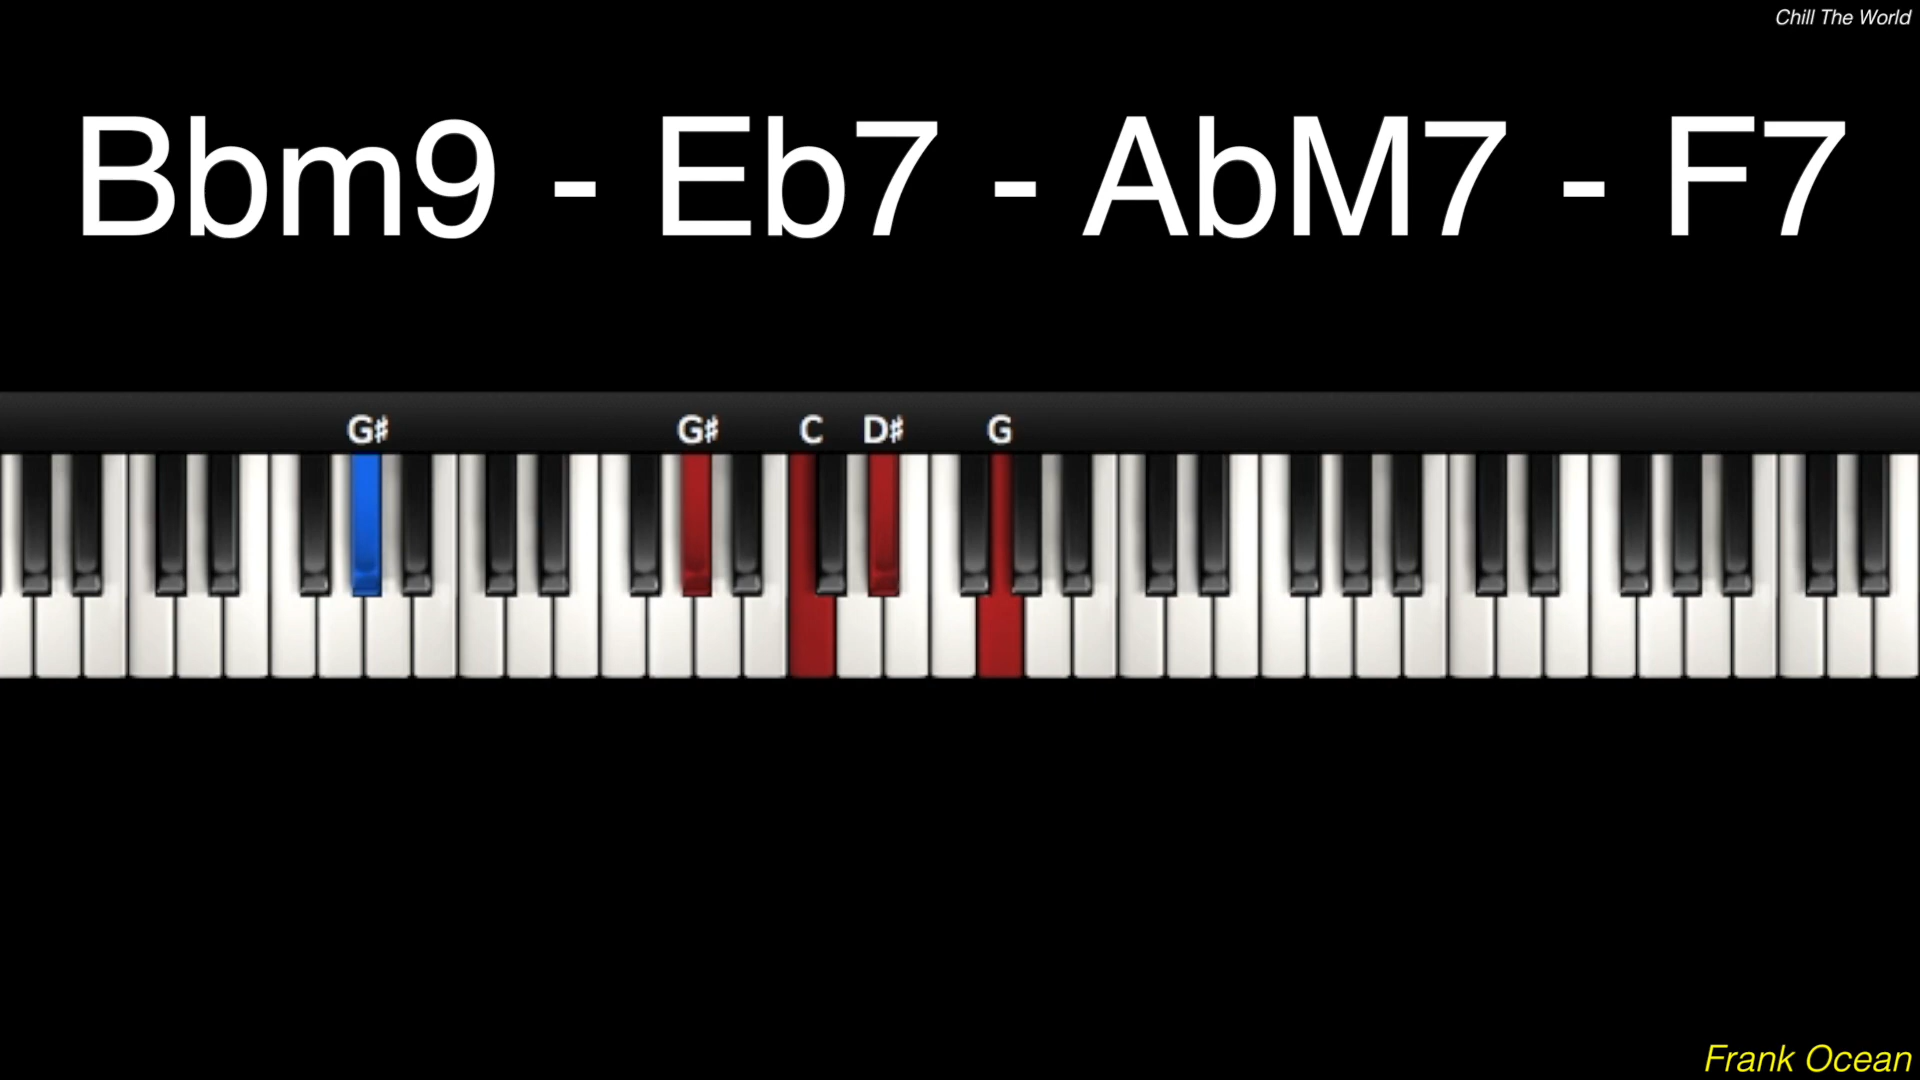 Chill The World
Bbm9 - Eb7 - AbM7 - F7
G♯ G♯ C D♯ G
Frank Ocean